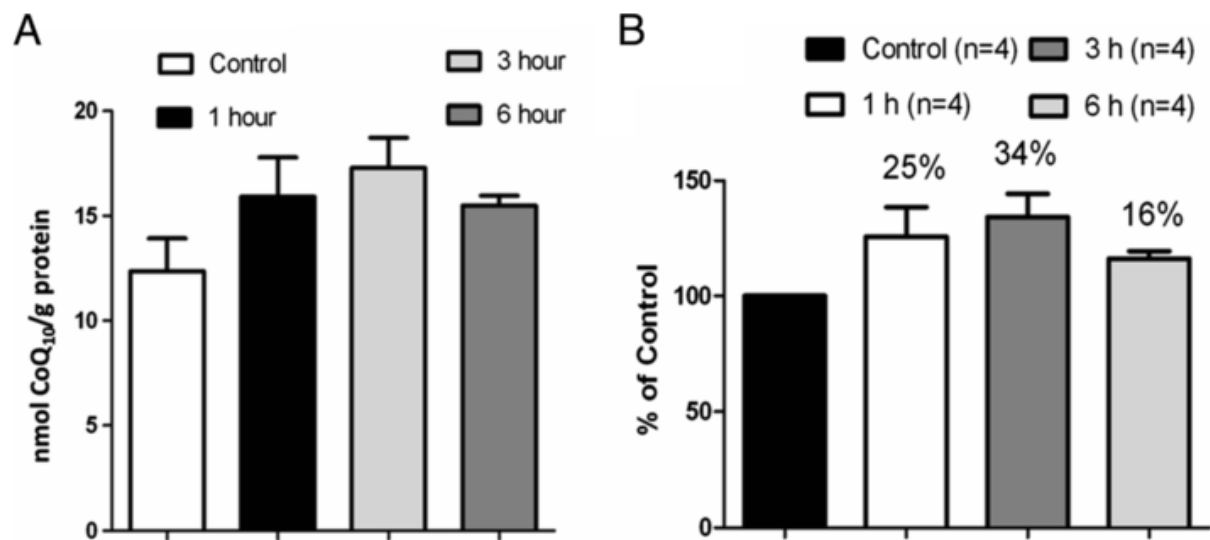 A
Control
3 hour
1 hour
6 hour
20
15
10
5
0
nmol CoQ₁₀/g protein
B
Control (n=4)
3 h (n=4)
1 h (n=4)
6 h (n=4)
25%
34%
16%
150
100
50
0
% of Control